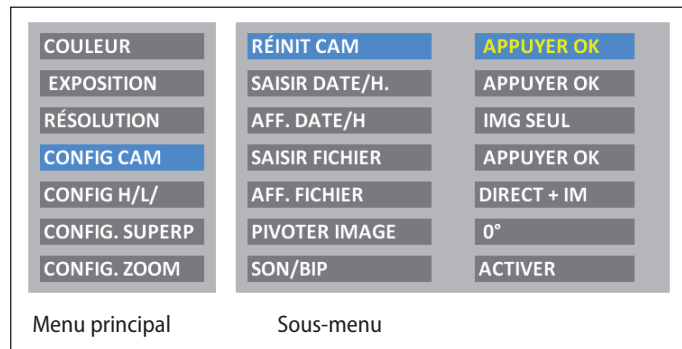 COULEUR RÉINIT CAM APPUYER OK
EXPOSITION SAISIR DATE/H. APPUYER OK
RÉSOLUTION AFF. DATE/H IMG SEUL
CONFIG CAM SAISIR FICHIER APPUYER OK
CONFIG H/L/ AFF. FICHIER DIRECT + IM
CONFIG. SUPERP PIVOTER IMAGE 0°
CONFIG. ZOOM SON/BIP ACTIVER
Menu principal Sous-menu